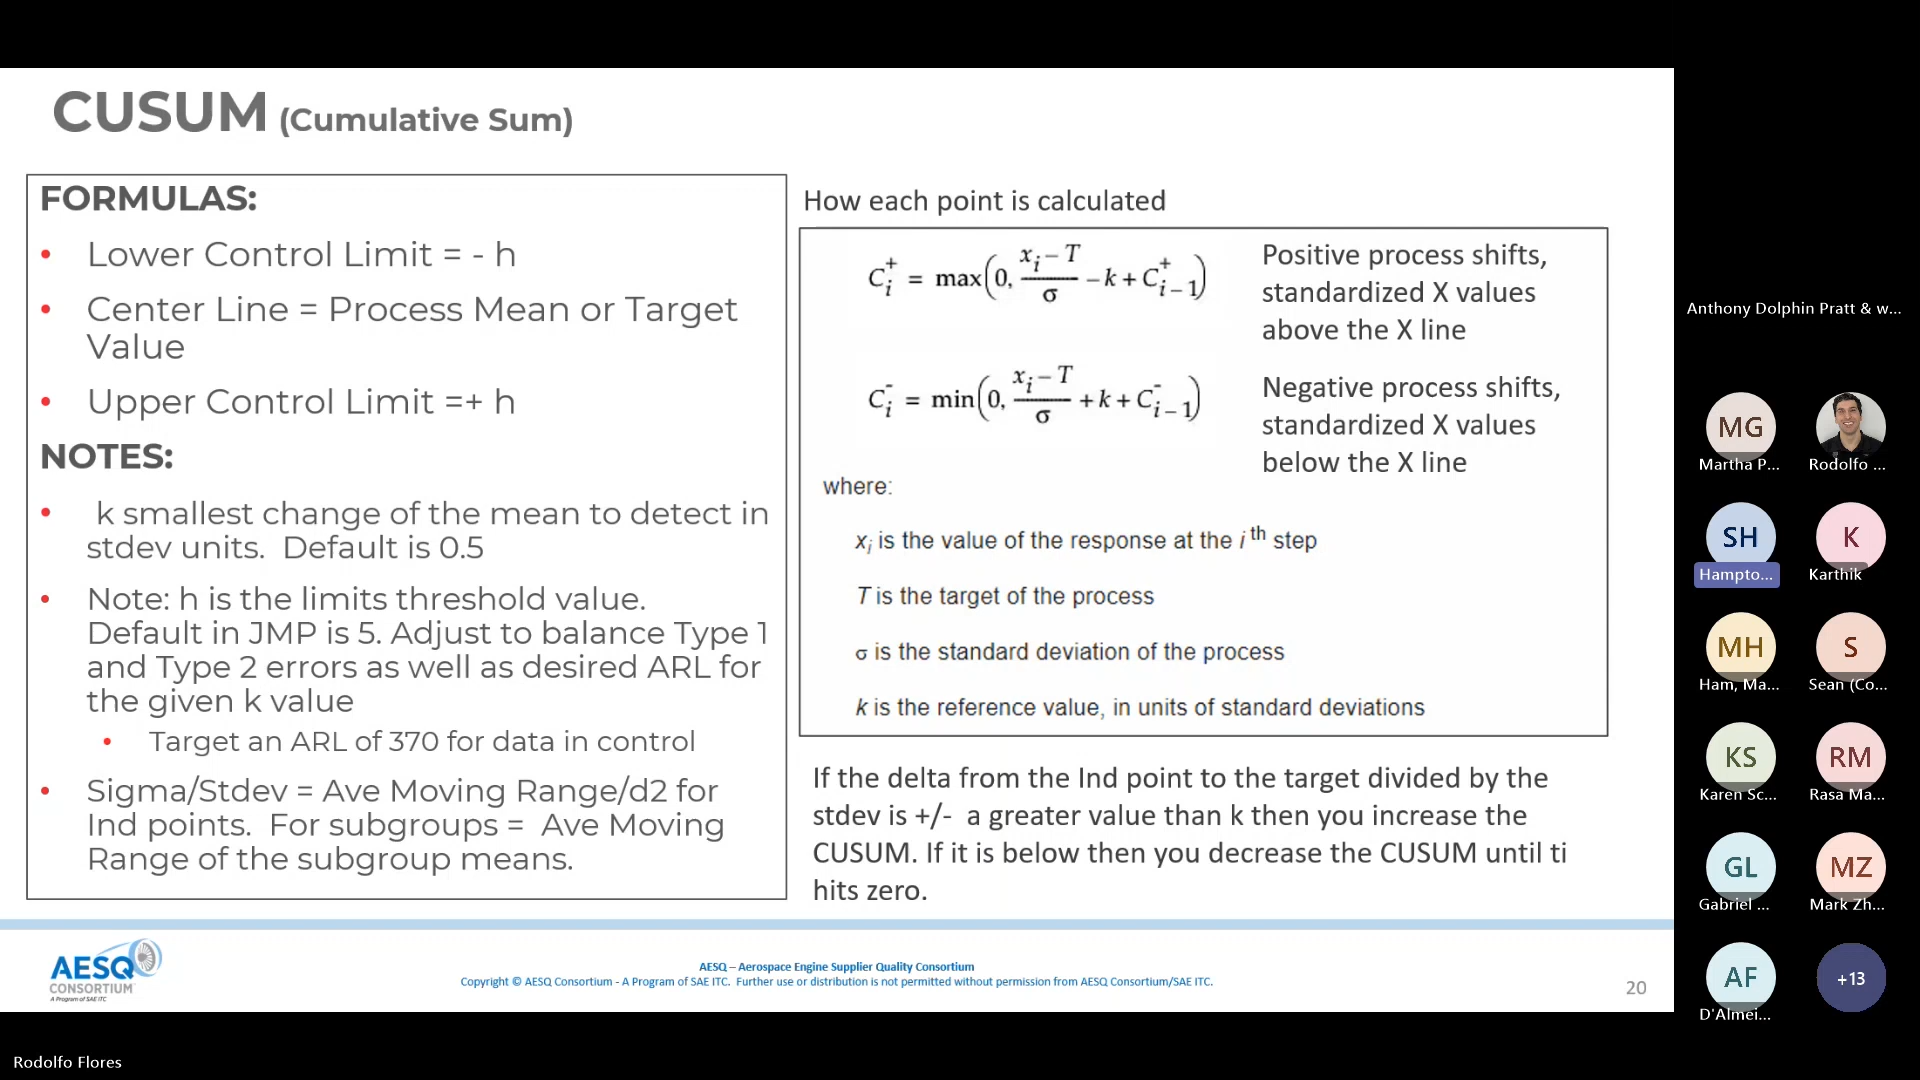 CUSUM (Cumulative Sum)
FORMULAS:
• Lower Control Limit = - h
• Center Line = Process Mean or Target
Value
• Upper Control Limit =+ h
NOTES:
• k smallest change of the mean to detect in
stdev units. Default is 0.5
• Note: h is the limits threshold value.
Default in JMP is 5. Adjust to balance Type 1
and Type 2 errors as well as desired ARL for
the given k value
• Target an ARL of 370 for data in control
• Sigma/Stdev = Ave Moving Range/d2 for
Ind points. For subgroups = Ave Moving
Range of the subgroup means.
How each point is calculated
C_i^+ = max(0, (x_i − T)/σ − k + C_{i−1}^+)
Positive process shifts,
standardized X values
above the X line
C_i^- = min(0, (x_i − T)/σ + k + C_{i−1}^-)
Negative process shifts,
standardized X values
below the X line
where:
x_i is the value of the response at the i th step
T is the target of the process
σ is the standard deviation of the process
k is the reference value, in units of standard deviations
If the delta from the Ind point to the target divided by the
stdev is +/- a greater value than k then you increase the
CUSUM. If it is below then you decrease the CUSUM until ti
hits zero.
AESQ
CONSORTIUM
A Program of SAE ITC
AESQ – Aerospace Engine Supplier Quality Consortium
Copyright © AESQ Consortium - A Program of SAE ITC. Further use or distribution is not permitted without permission from AESQ Consortium/SAE ITC.
20
Anthony Dolphin Pratt & w...
MG
Martha P...
Rodolfo ...
SH
Hampto...
K
Karthik
MH
Ham, Ma...
S
Sean (Co...
KS
Karen Sc...
RM
Rasa Ma...
GL
Gabriel ...
MZ
Mark Zh...
AF
D'Almei...
+13
Rodolfo Flores